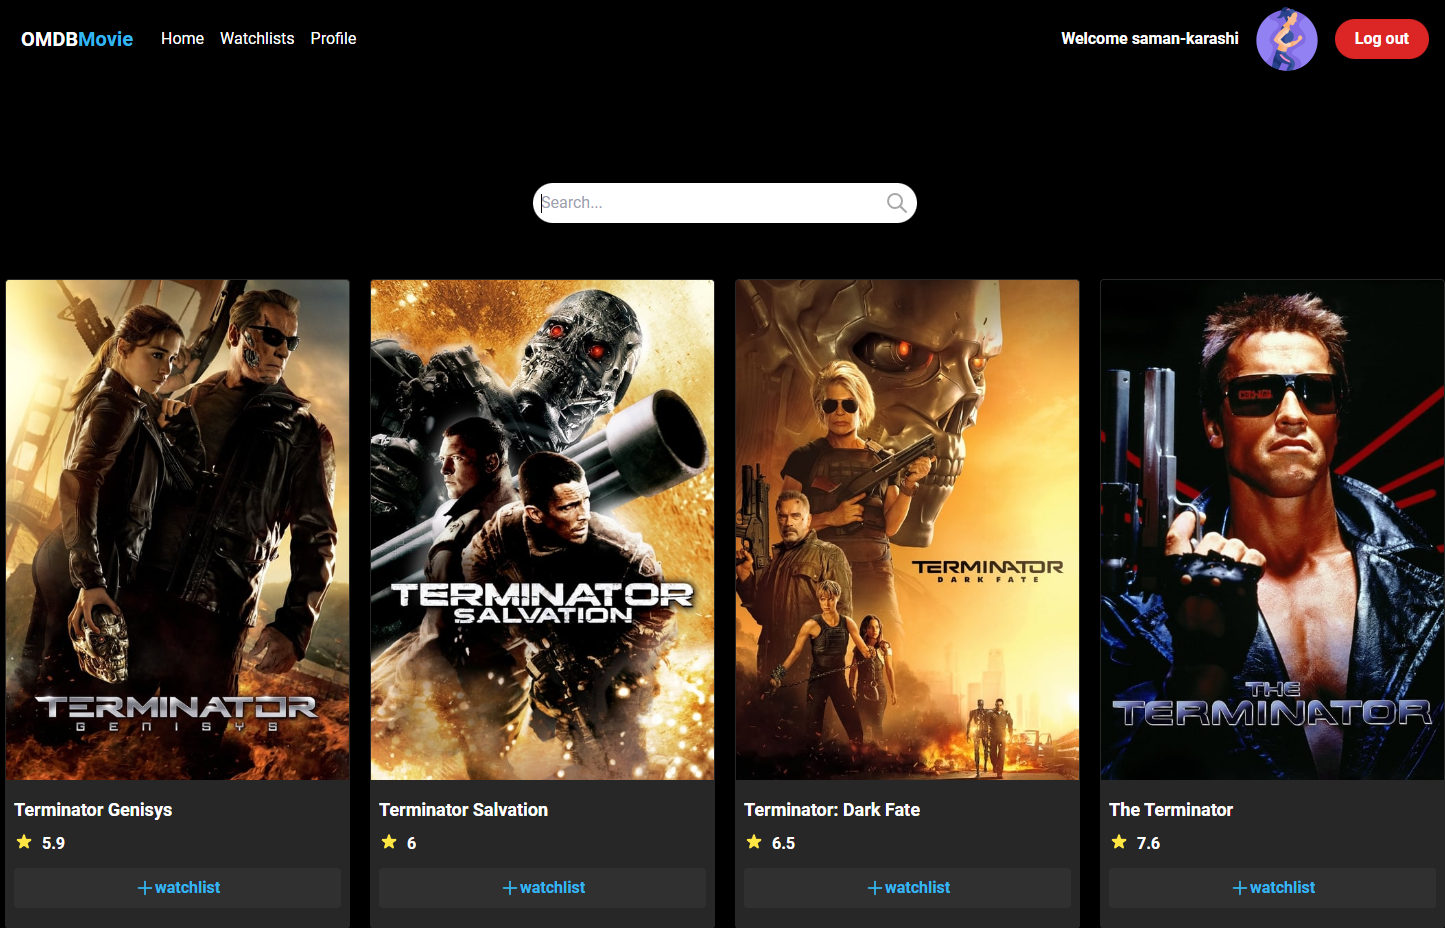 OMDBMovie Home Watchlists Profile Welcome saman-karashi Log out
Search...
TERMINATOR
GENISYS
TERMINATOR
SALVATION
TERMINATOR
DARK FATE
THE
TERMINATOR
Terminator Genisys
5.9
+watchlist
Terminator Salvation
6
+watchlist
Terminator: Dark Fate
6.5
+watchlist
The Terminator
7.6
+watchlist